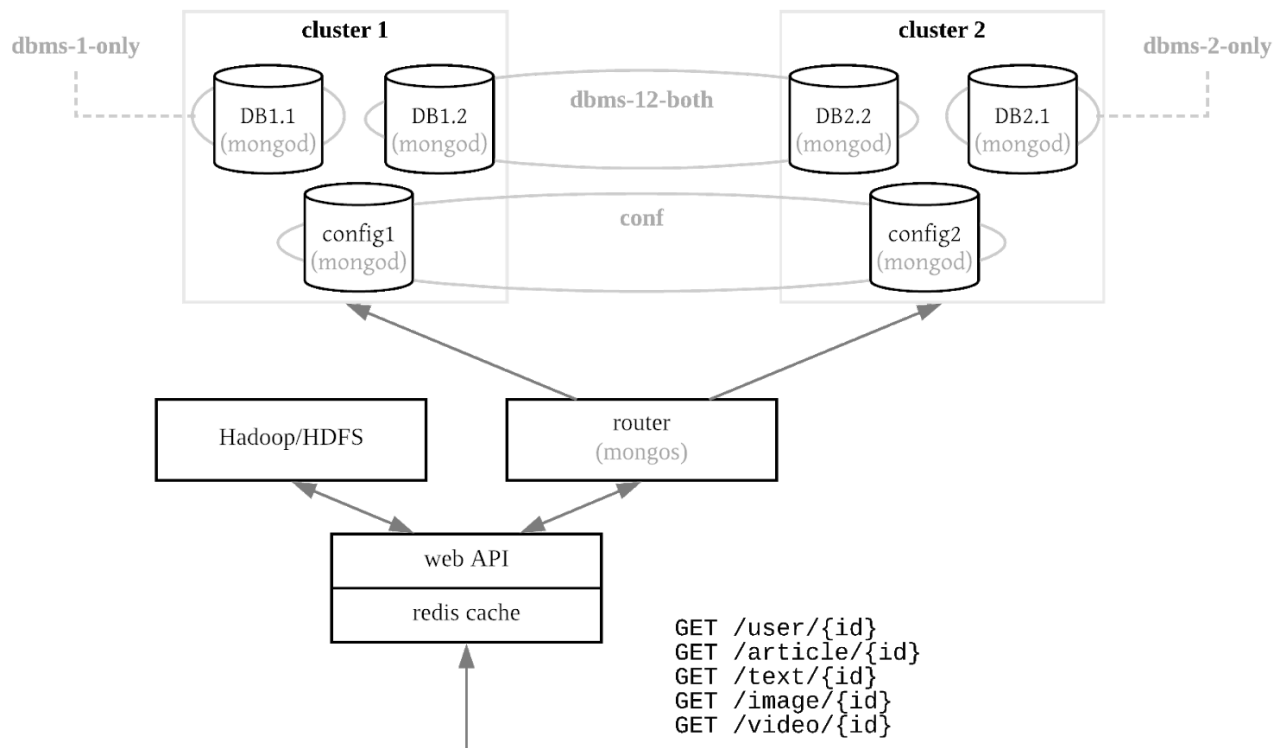 cluster 1
cluster 2
dbms-1-only
dbms-2-only
dbms-12-both
DB1.1
(mongod)
DB1.2
(mongod)
DB2.2
(mongod)
DB2.1
(mongod)
conf
config1
(mongod)
config2
(mongod)
Hadoop/HDFS
router
(mongos)
web API
redis cache
GET /user/{id}
GET /article/{id}
GET /text/{id}
GET /image/{id}
GET /video/{id}